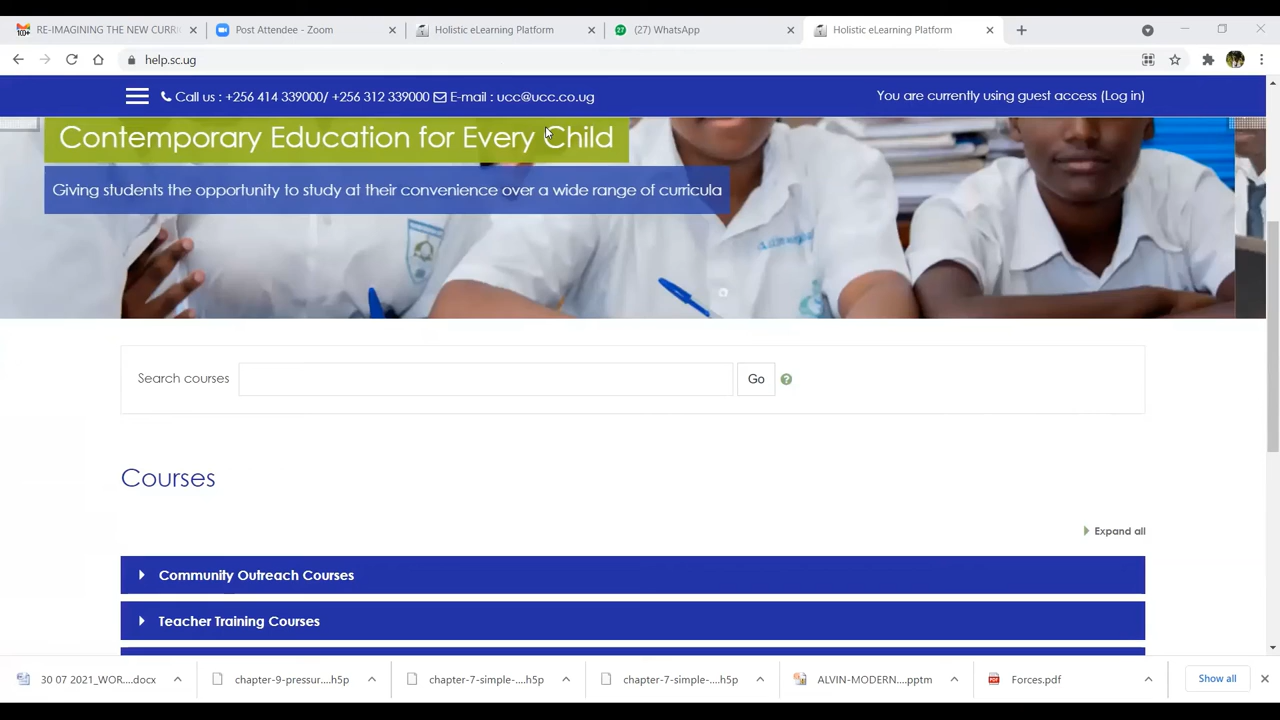 RE-IMAGINING THE NEW CURRI
Post Attendee - Zoom
Holistic eLearning Platform
(27) WhatsApp
Holistic eLearning Platform
help.sc.ug
Call us : +256 414 339000/ +256 312 339000 E-mail : ucc@ucc.co.ug
You are currently using guest access (Log in)
Contemporary Education for Every Child
Giving students the opportunity to study at their convenience over a wide range of curricula
Search courses
Go
Courses
Expand all
Community Outreach Courses
Teacher Training Courses
30 07 2021_WOR....docx
chapter-9-pressur....h5p
chapter-7-simple-....h5p
chapter-7-simple-....h5p
ALVIN-MODERN....pptm
Forces.pdf
Show all